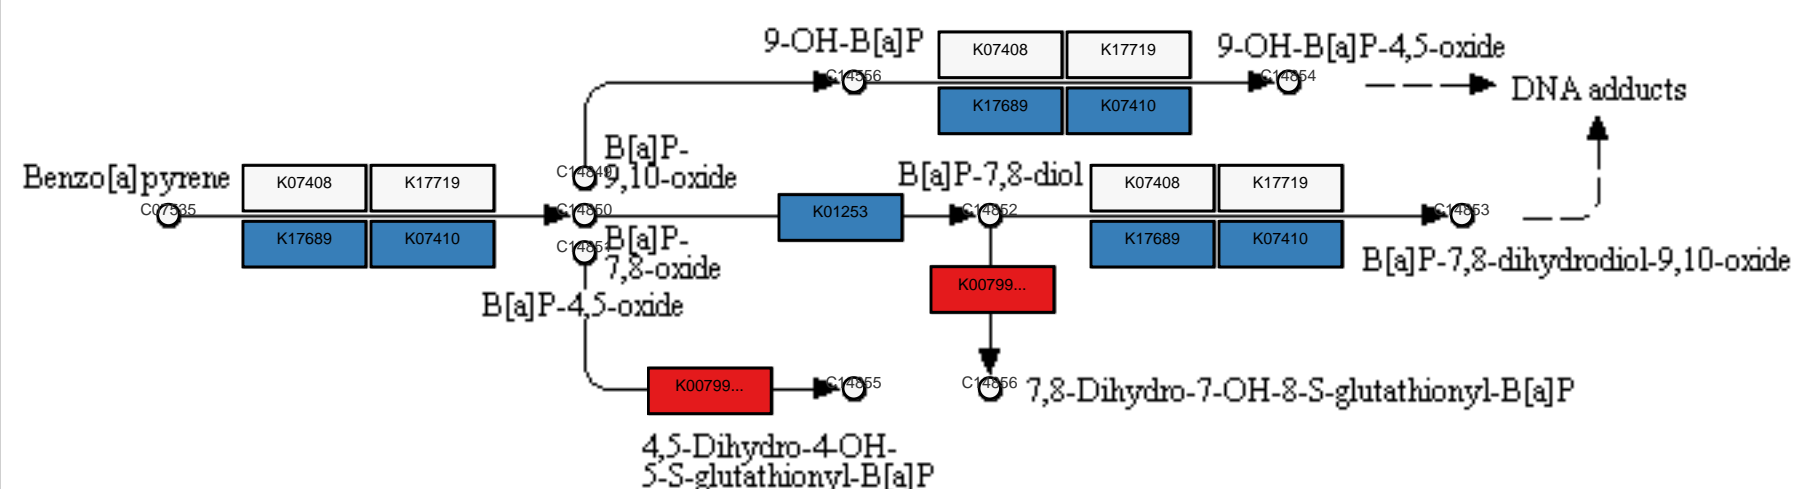 9-OH-B[a]P
K07408
K17719
9-OH-B[a]P-4,5-oxide
C14556
C14854
K17689
K07410
DNA adducts
Benzo[a]pyrene
K07408
K17719
B[a]P-
9,10-oxide
C14849
B[a]P-7,8-diol
K07408
K17719
C07535
C14850
K01253
C14852
C14853
K17689
K07410
C14851
B[a]P-
7,8-oxide
K17689
K07410
B[a]P-7,8-dihydrodiol-9,10-oxide
B[a]P-4,5-oxide
K00799...
K00799...
C14855
C14856
7,8-Dihydro-7-OH-8-S-glutathionyl-B[a]P
4,5-Dihydro-4-OH-
5-S-glutathionyl-B[a]P